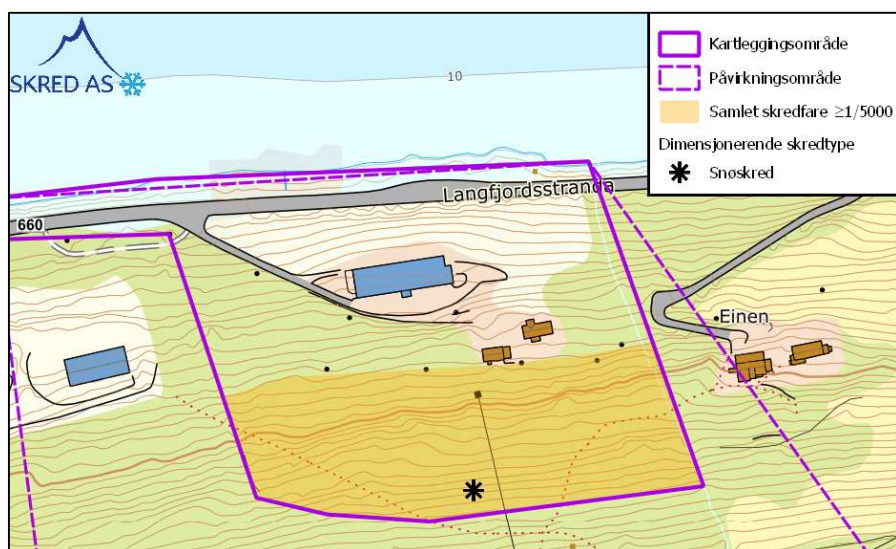 SKRED AS
10
Langfjordsstranda
660
Einen
Kartleggingsområde
Påvirkningsområde
Samlet skredfare ≥1/5000
Dimensjonerende skredtype
Snøskred